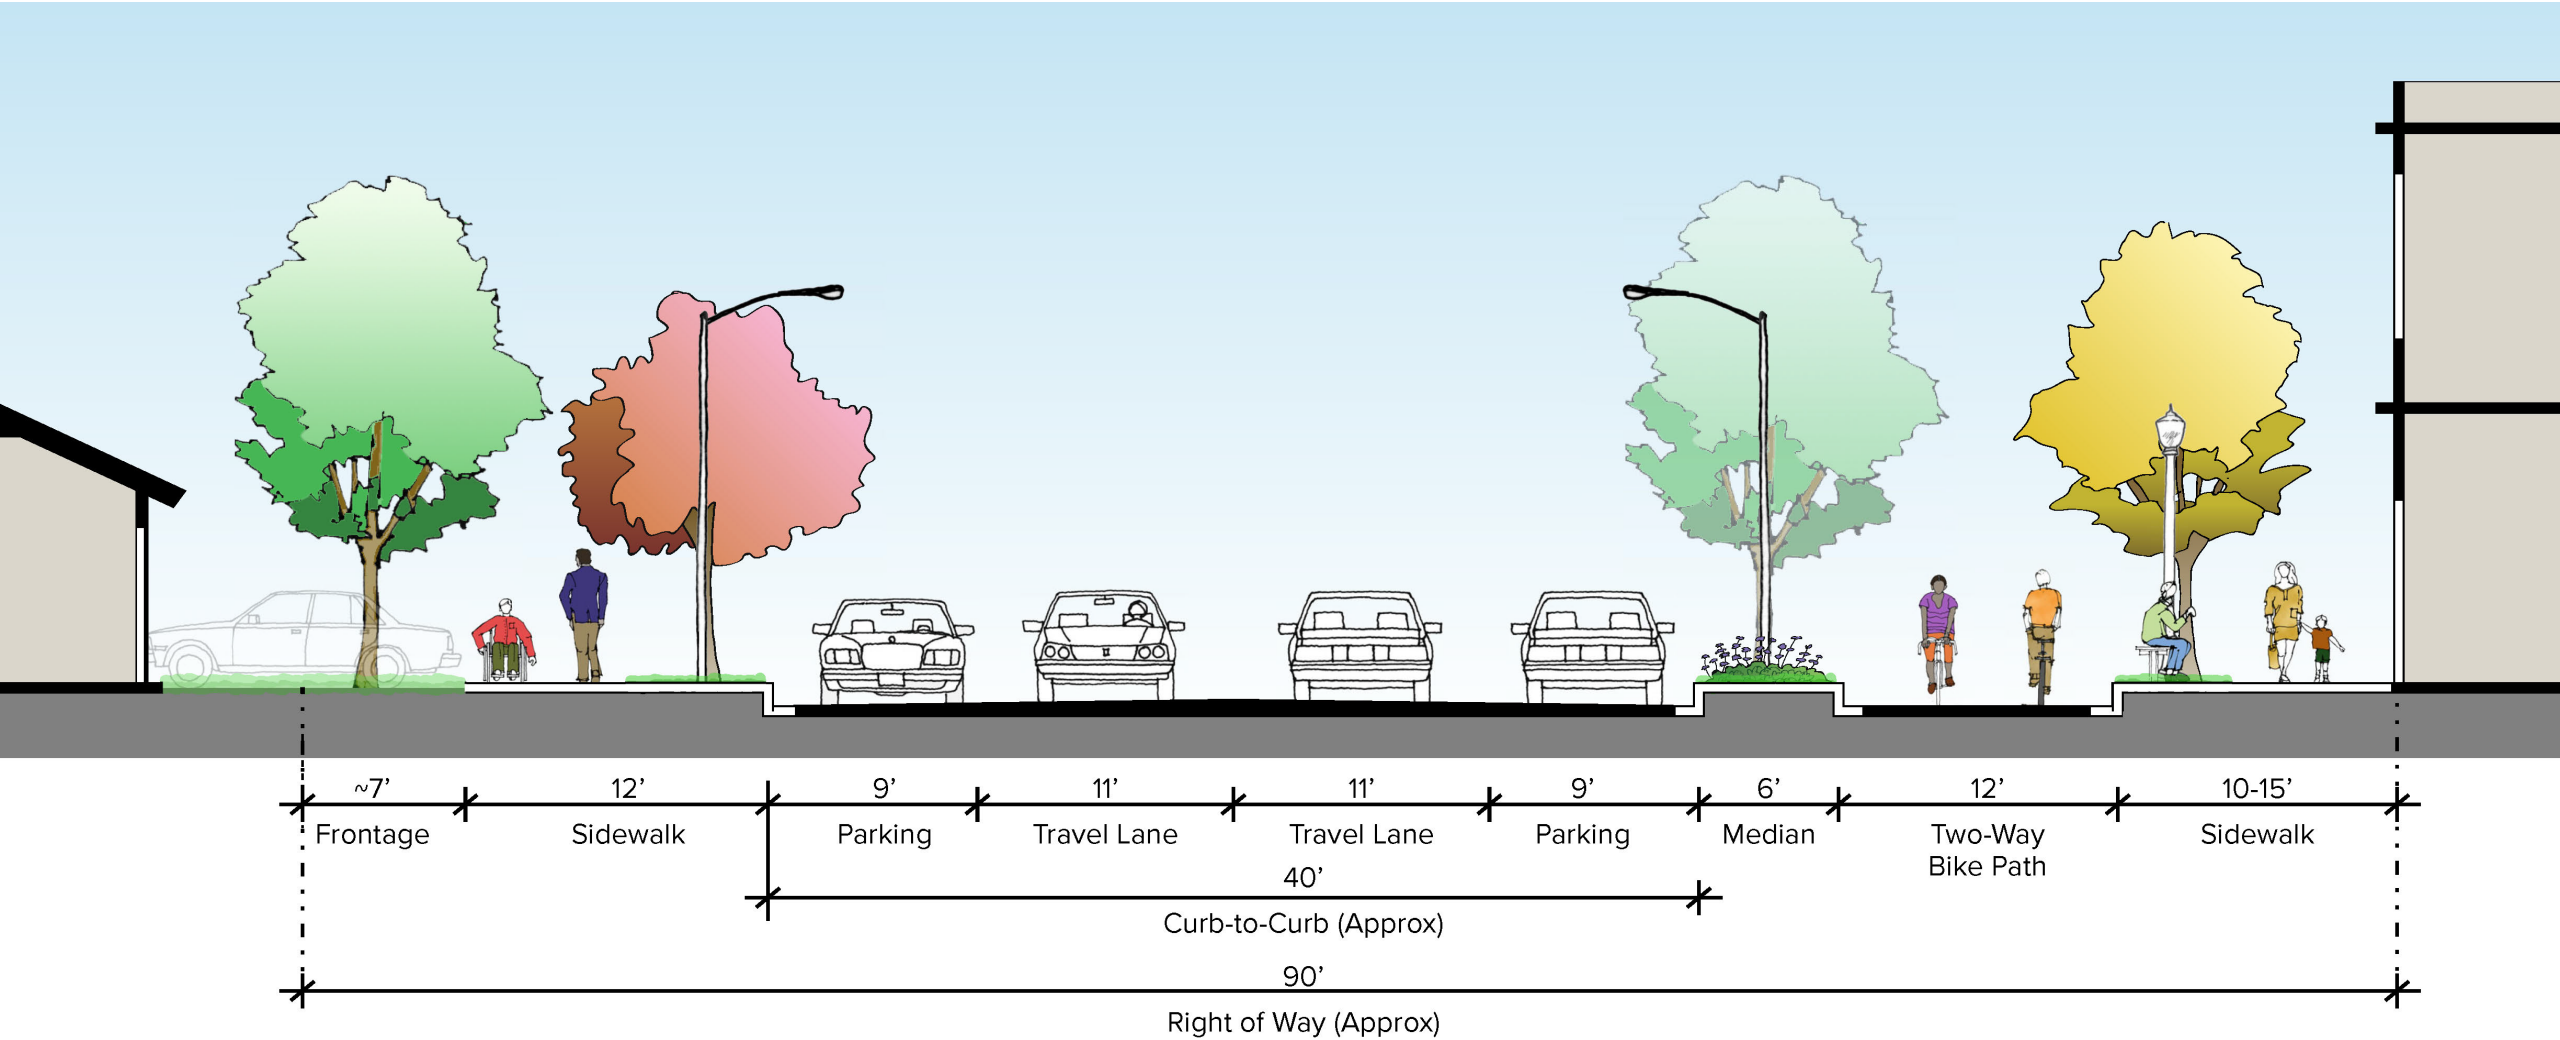 ~7’ 12’ 9’ 11’ 11’ 9’ 6’ 12’ 10-15’
Frontage Sidewalk Parking Travel Lane Travel Lane Parking Median Two-Way Sidewalk
Bike Path
40’
Curb-to-Curb (Approx)
90’
Right of Way (Approx)